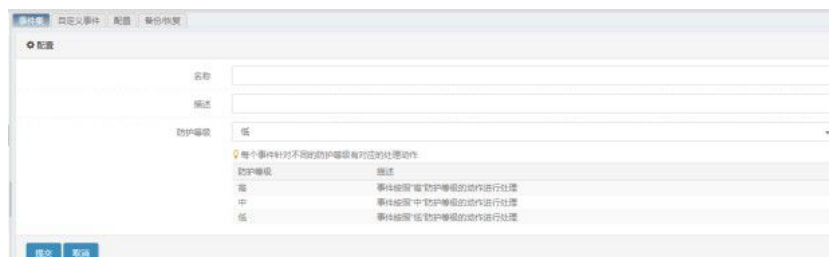 事件集 自定义事件 配置 备份/恢复
配置
名称
描述
防护等级 低
每个事件针对不同的防护等级有对应的处理动作
防护等级 描述
高 事件按照"高"防护等级的动作进行处理
中 事件按照"中"防护等级的动作进行处理
低 事件按照"低"防护等级的动作进行处理
提交 取消